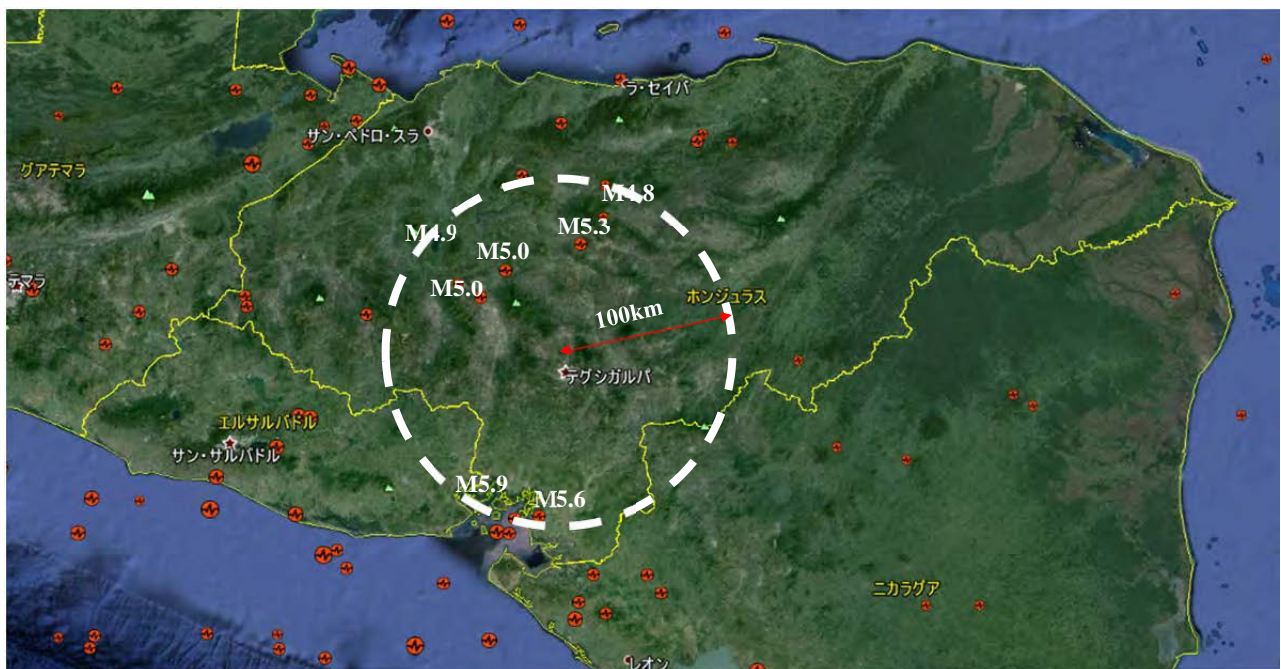 ラ・セイバ
サン・ペドロ・スラ
グアテマラ
M4.8
M5.3
M4.9
M5.0
テマラ
M5.0
ホンジュラス
100km
テグシガルパ
エルサルバドル
サン・サルバドル
M5.9
M5.6
ニカラグア
レオン